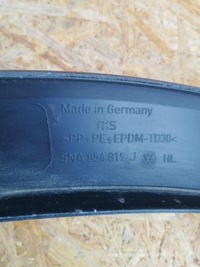 Made in Germany
TKS
>PP+PE+EPDM-TD30<
5NA 854 819 J HL